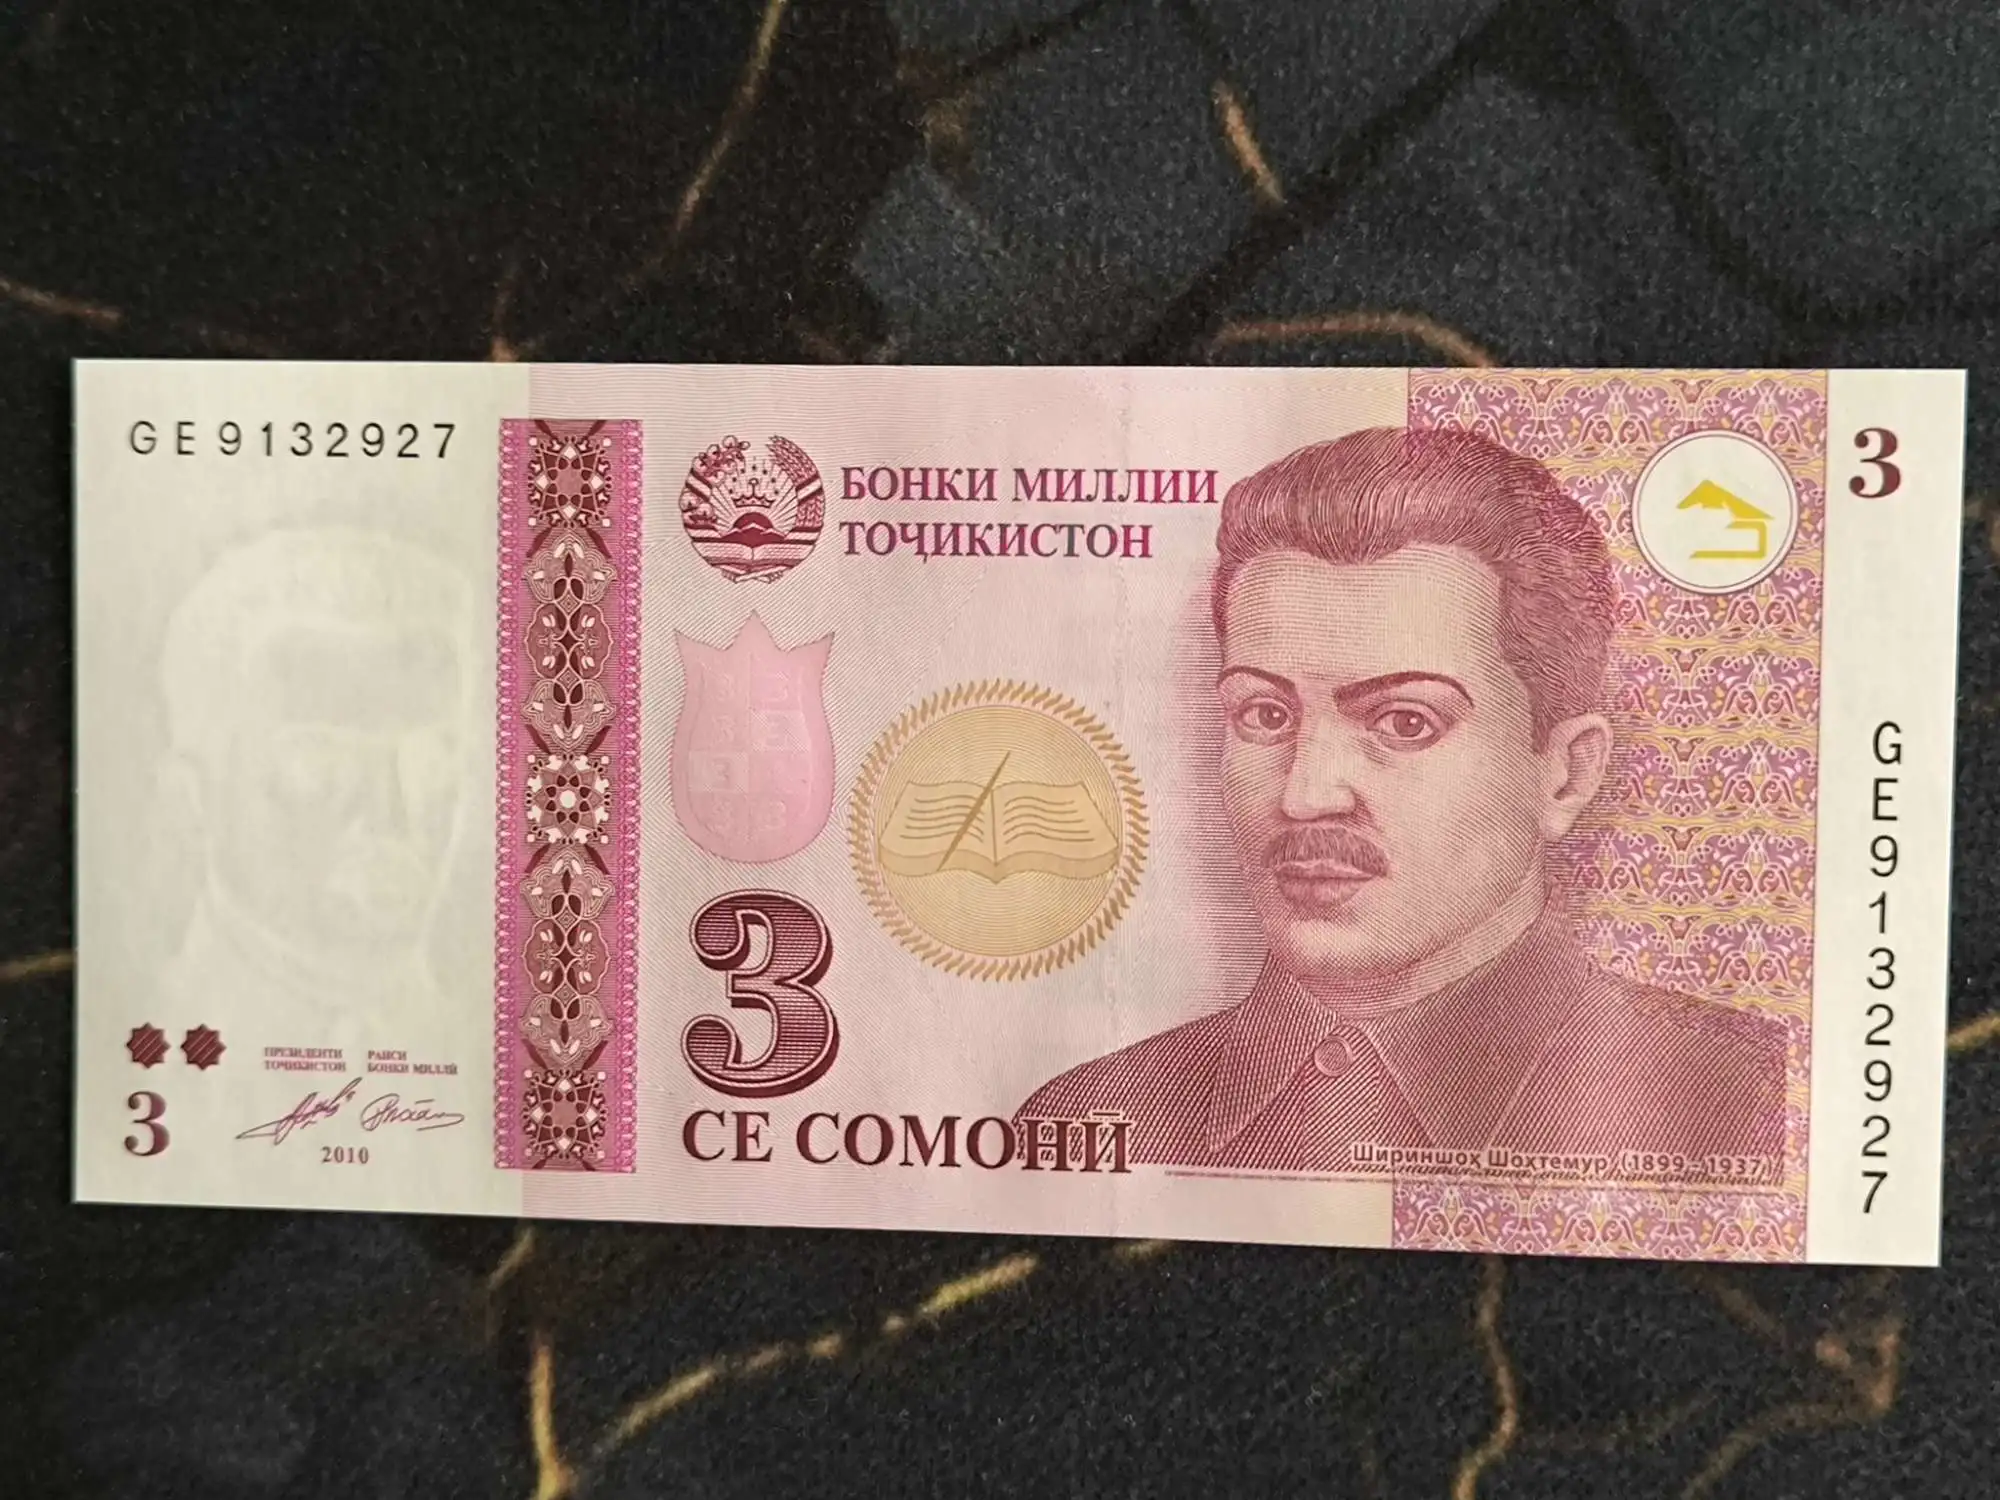 GE9132927
БОНКИ МИЛЛИИ
ТОҶИКИСТОН
3
GE9132927
3
СЕ СОМОНӢ
Шириншоҳ Шоҳтемур (1899-1937)
ПРЕЗИДЕНТИ
ТОҶИКИСТОН
РАИСИ
БОНКИ МИЛЛӢ
3
2010